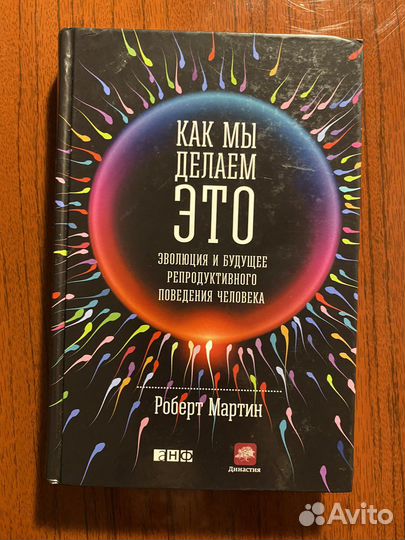 КАК МЫ
ДЕЛАЕМ
ЭТО
ЭВОЛЮЦИЯ И БУДУЩЕЕ
РЕПРОДУКТИВНОГО
ПОВЕДЕНИЯ ЧЕЛОВЕКА
Роберт Мартин
АНФ
Династия
Avito